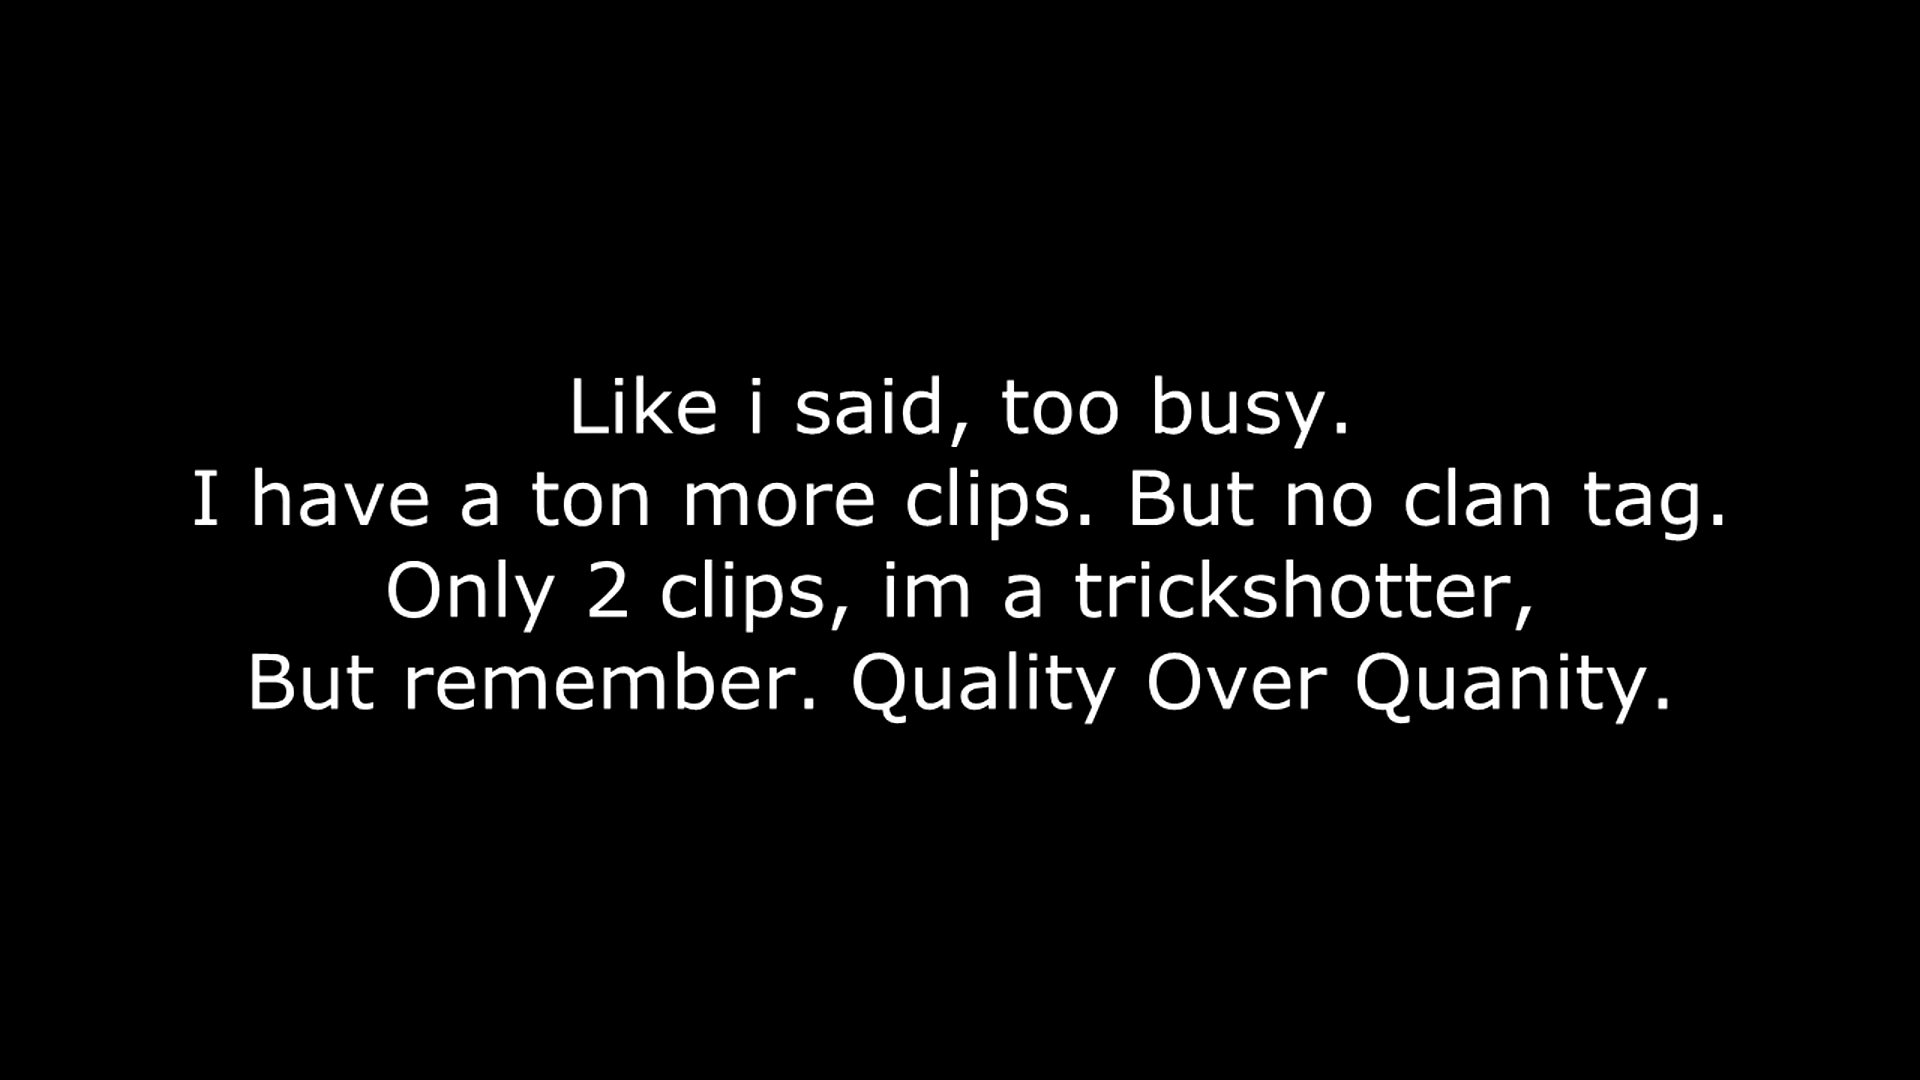 Like i said, too busy.
I have a ton more clips. But no clan tag.
Only 2 clips, im a trickshotter,
But remember. Quality Over Quanity.